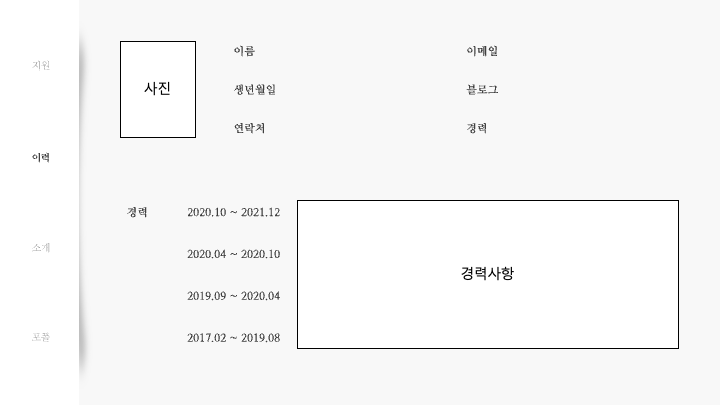 지원
이력
소개
포폴
사진
이름
이메일
생년월일
블로그
연락처
경력
경력
2020.10 ~ 2021.12
2020.04 ~ 2020.10
2019.09 ~ 2020.04
2017.02 ~ 2019.08
경력사항